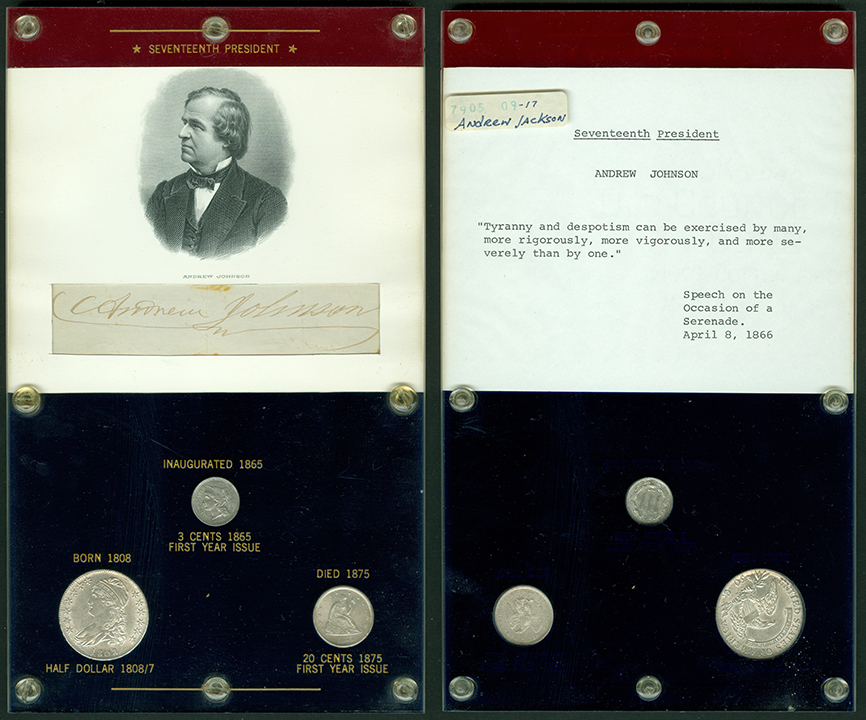 ★ SEVENTEENTH PRESIDENT ★
ANDREW JOHNSON
Andrew Johnson
INAUGURATED 1865
3 CENTS 1865
FIRST YEAR ISSUE
BORN 1808
HALF DOLLAR 1808/7
DIED 1875
20 CENTS 1875
FIRST YEAR ISSUE
7905 09-17
ANDREW JACKSON
Seventeenth President
ANDREW JOHNSON
"Tyranny and despotism can be exercised by many,
more rigorously, more vigorously, and more se-
verely than by one."
Speech on the
Occasion of a
Serenade.
April 8, 1866